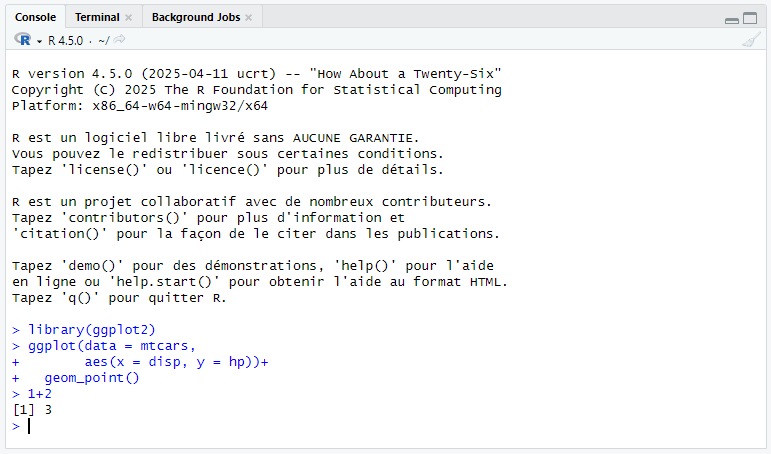 Console Terminal × Background Jobs ×
R R 4.5.0 · ~/
R version 4.5.0 (2025-04-11 ucrt) -- "How About a Twenty-Six"
Copyright (C) 2025 The R Foundation for Statistical Computing
Platform: x86_64-w64-mingw32/x64
R est un logiciel libre livré sans AUCUNE GARANTIE.
Vous pouvez le redistribuer sous certaines conditions.
Tapez 'license()' ou 'licence()' pour plus de détails.
R est un projet collaboratif avec de nombreux contributeurs.
Tapez 'contributors()' pour plus d'information et
'citation()' pour la façon de le citer dans les publications.
Tapez 'demo()' pour des démonstrations, 'help()' pour l'aide
en ligne ou 'help.start()' pour obtenir l'aide au format HTML.
Tapez 'q()' pour quitter R.
> library(ggplot2)
> ggplot(data = mtcars,
+        aes(x = disp, y = hp))+
+   geom_point()
> 1+2
[1] 3
>